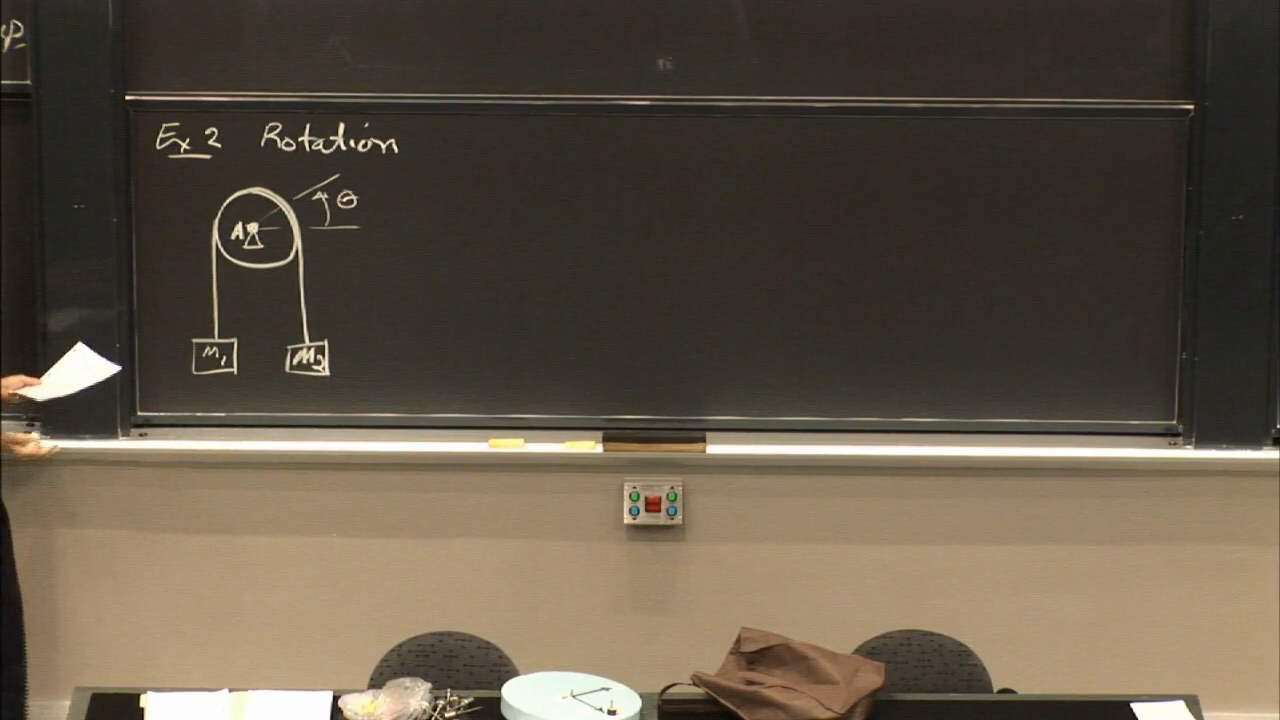 Ex 2 Rotation
θ
A
M₁ M₂